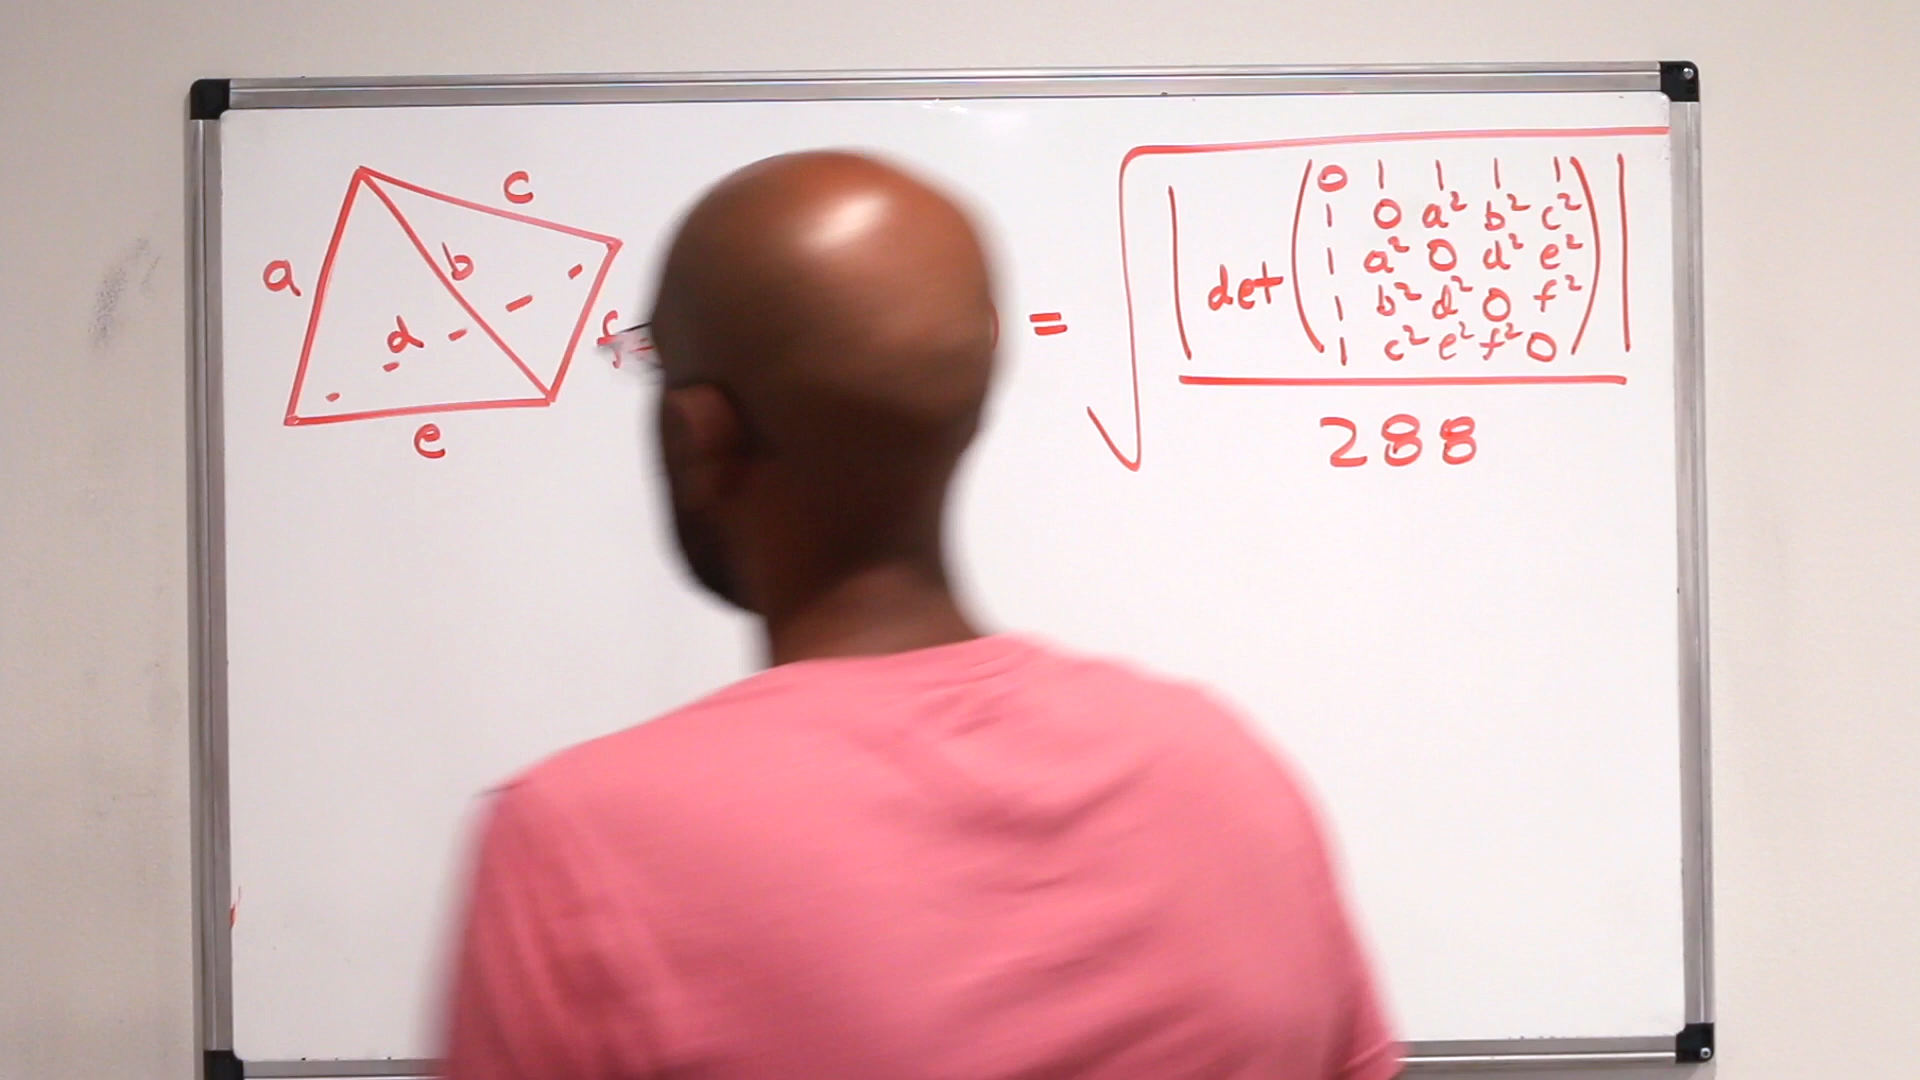 c
a
b
d
e
=
√ | det ( 0 1 1 1 1
1 0 a² b² c²
1 a² 0 d² e²
1 b² d² 0 f²
1 c² e² f² 0 ) |
288